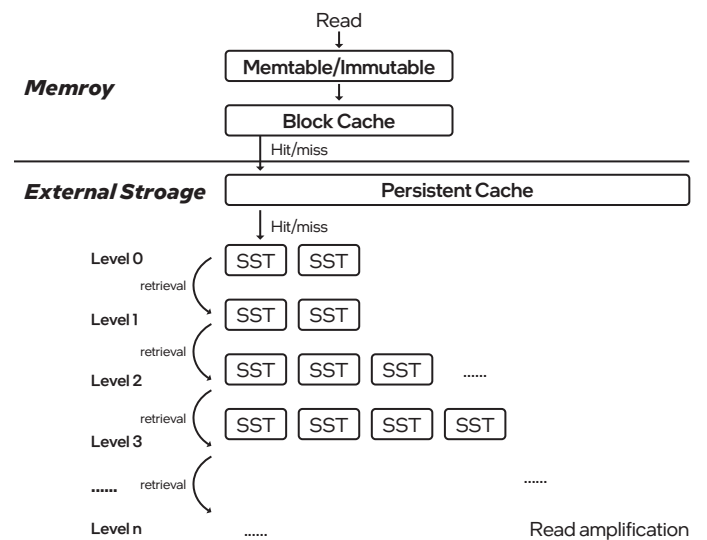 Read
Memtable/Immutable
Memroy
Block Cache
Hit/miss
External Stroage
Persistent Cache
Hit/miss
Level 0
SST SST
retrieval
Level 1
SST SST
retrieval
Level 2
SST SST SST ......
retrieval
Level 3
SST SST SST SST
...... retrieval ......
Level n ...... Read amplification